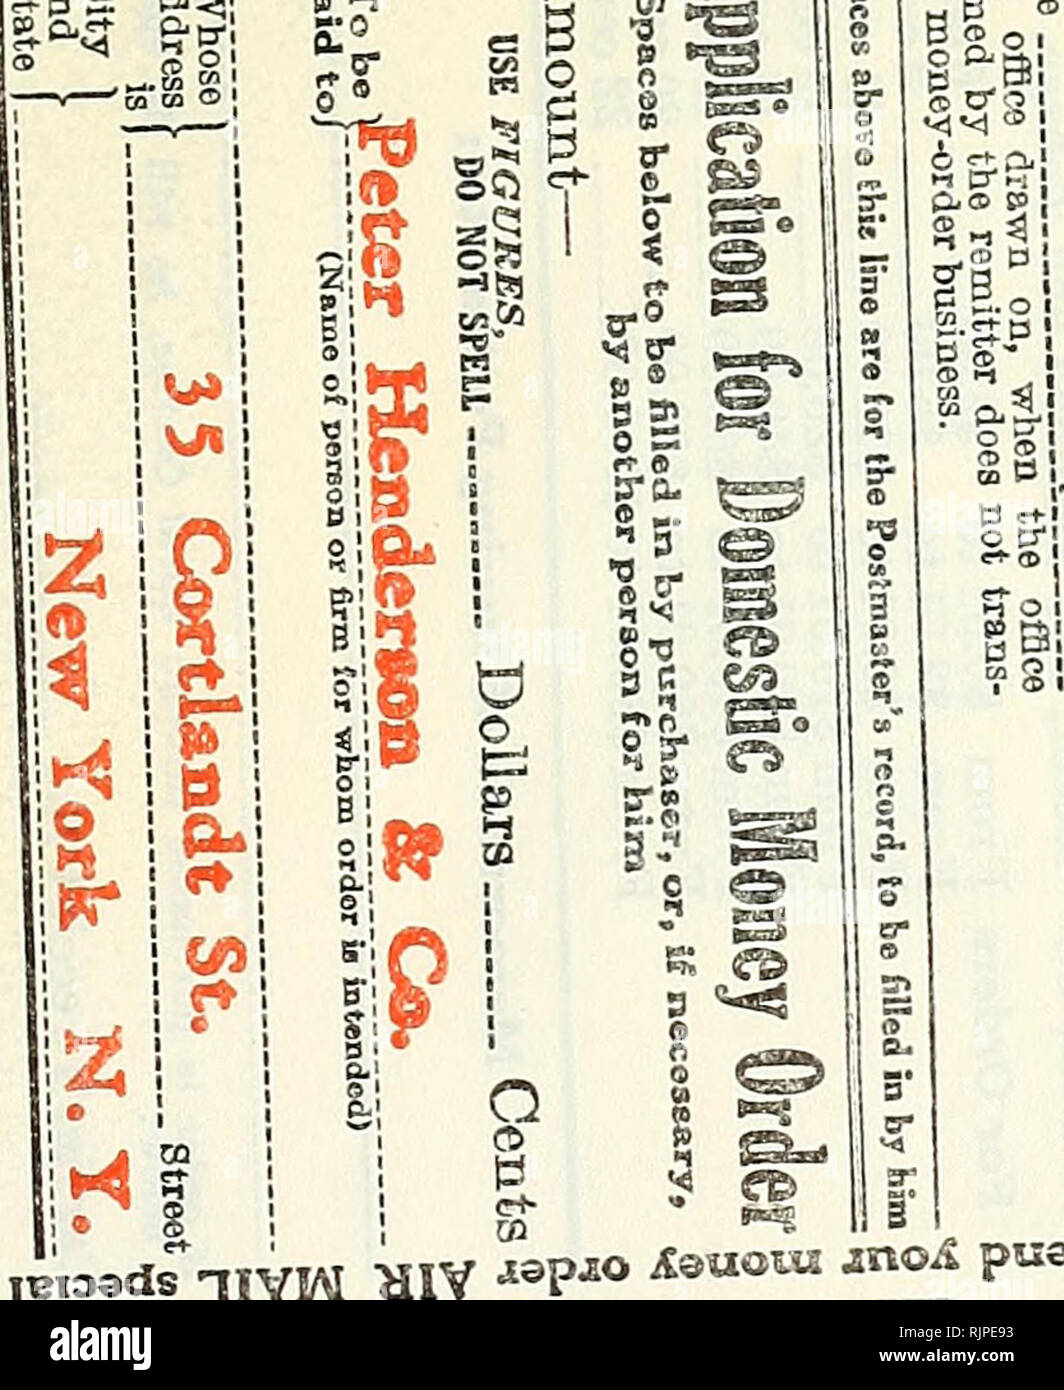 office drawn on, when the office
ned by the remitter does not trans-
money-order business.
ces above this line are for the Postmaster's record, to be filled in by him
pplication for Domestic Money Order
Spaces below to be filled in by purchaser, or, if necessary,
by another person for him
mount—
USE FIGURES,
DO NOT SPELL Dollars Cents
To be
aid to } Peter Henderson & Co.
(Name of person or firm for whom order is intended)
Whose
ddress
is } 35 Cortlandt St. Street
ity
nd
tate } New York N. Y.
end your money order AIR MAIL special
alamy
Image ID: RJPE93
www.alamy.com